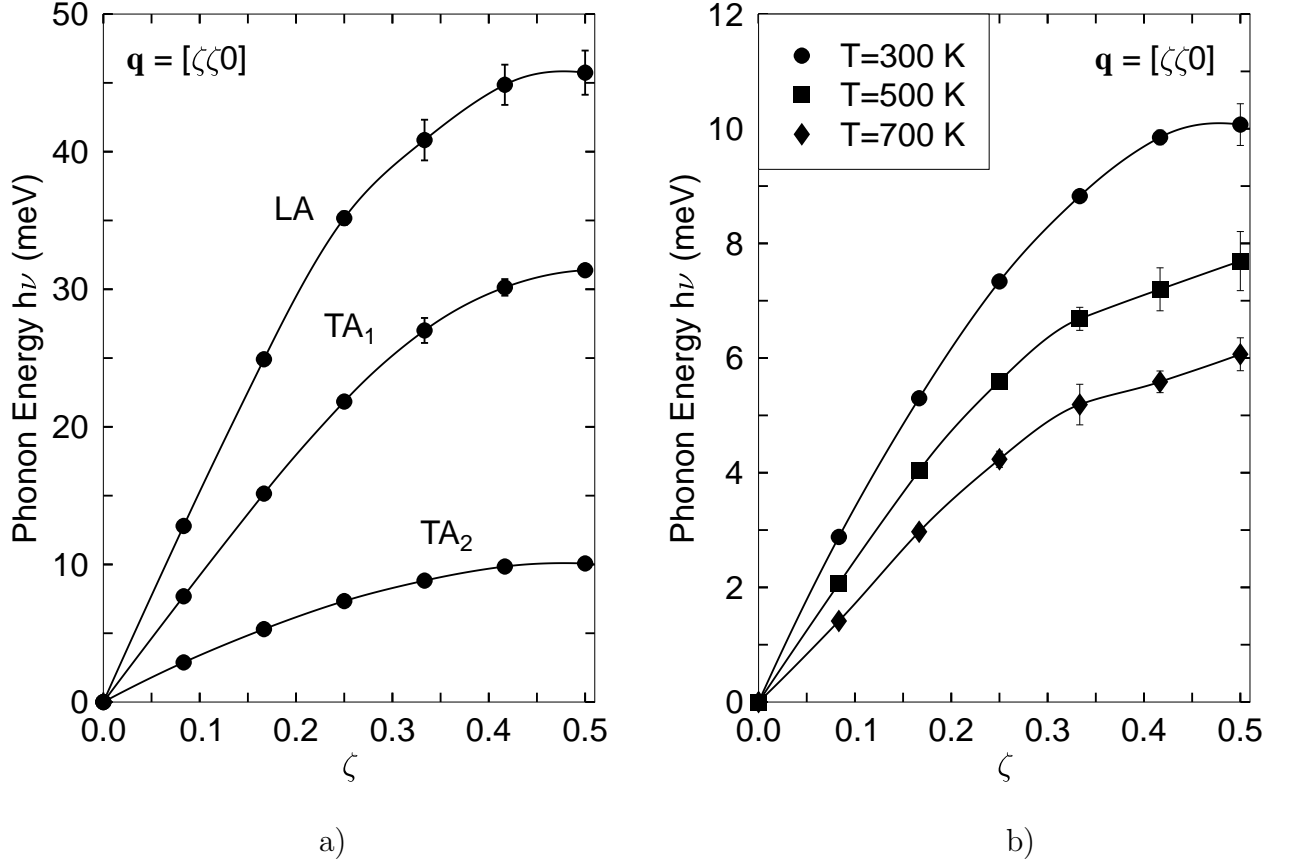 50
40
30
20
10
0
0.0 0.1 0.2 0.3 0.4 0.5
Phonon Energy hν (meV)
ζ
q = [ζζ0]
LA
TA₁
TA₂
a)
12
10
8
6
4
2
0
0.0 0.1 0.2 0.3 0.4 0.5
Phonon Energy hν (meV)
ζ
T=300 K
T=500 K
T=700 K
q = [ζζ0]
b)